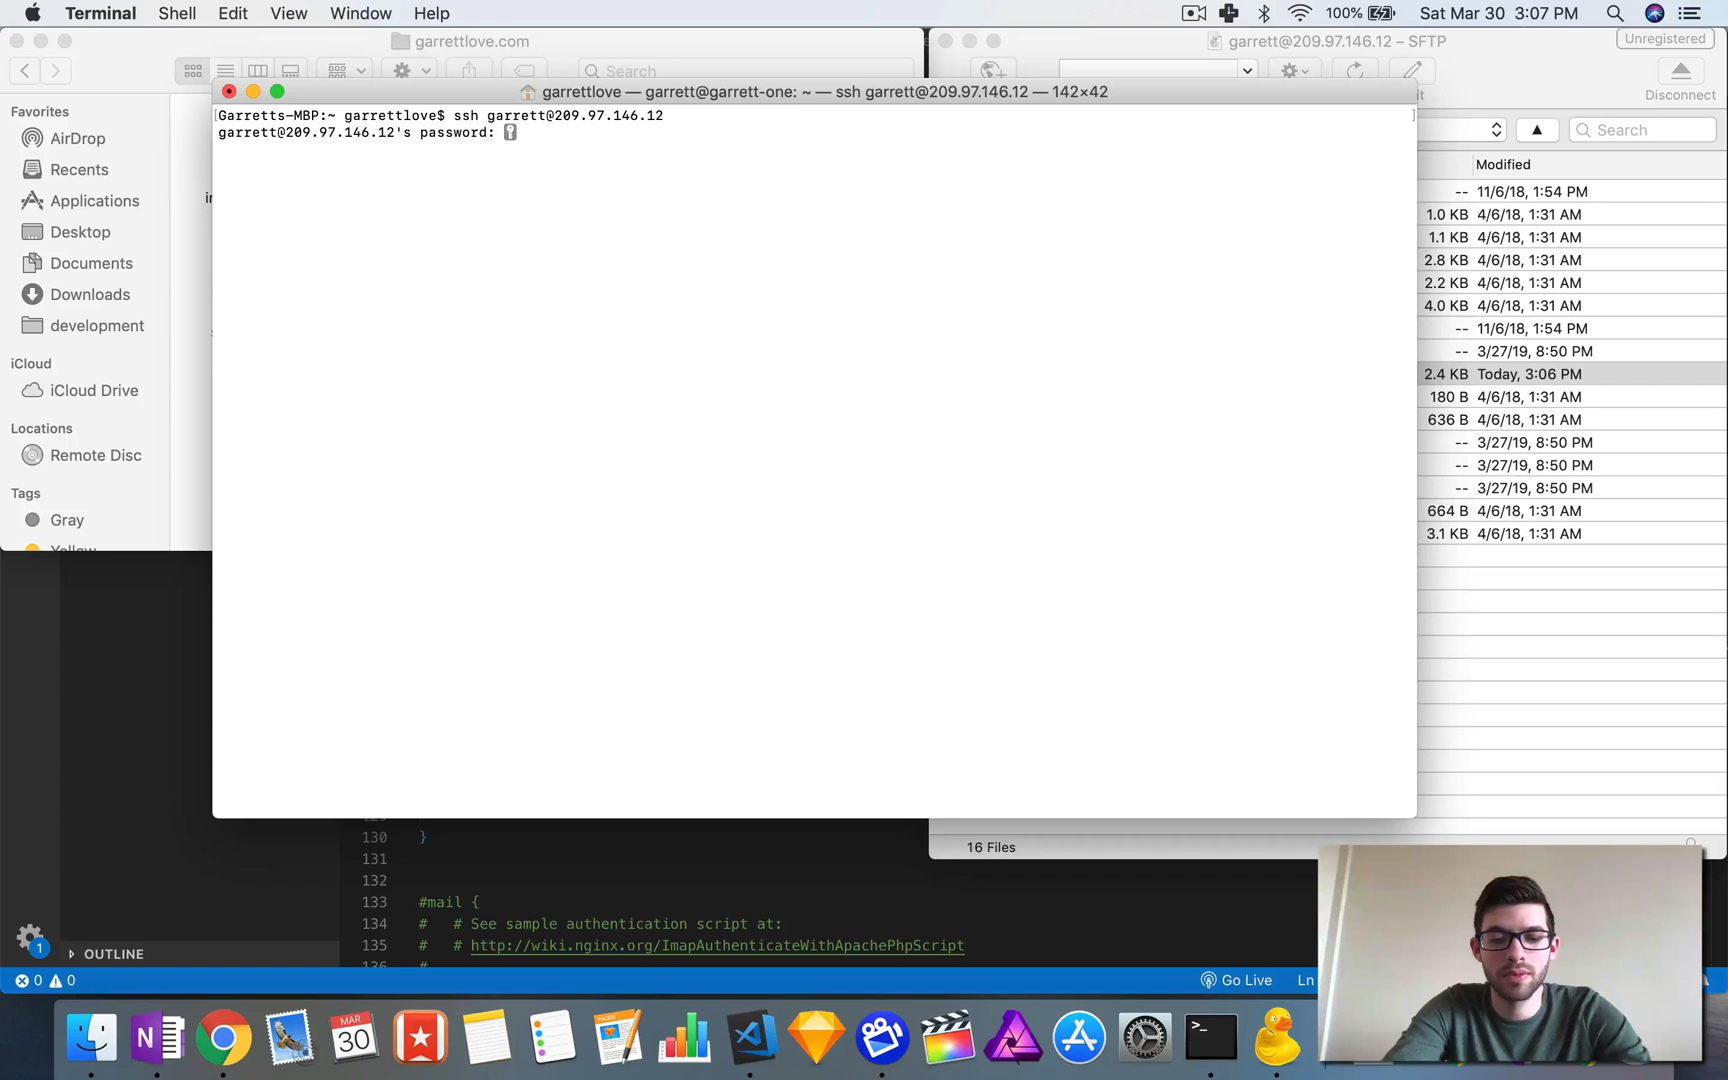 Terminal Shell Edit View Window Help 100% Sat Mar 30 3:07 PM
garrettlove.com
garrett@209.97.146.12 – SFTP
Unregistered
Search
Disconnect
garrettlove — garrett@garrett-one: ~ — ssh garrett@209.97.146.12 — 142×42
Garretts-MBP:~ garrettlove$ ssh garrett@209.97.146.12
garrett@209.97.146.12's password:
Favorites
AirDrop
Recents
Applications
Desktop
Documents
Downloads
development
iCloud
iCloud Drive
Locations
Remote Disc
Tags
Gray
Yellow
Search
Modified
-- 11/6/18, 1:54 PM
1.0 KB 4/6/18, 1:31 AM
1.1 KB 4/6/18, 1:31 AM
2.8 KB 4/6/18, 1:31 AM
2.2 KB 4/6/18, 1:31 AM
4.0 KB 4/6/18, 1:31 AM
-- 11/6/18, 1:54 PM
-- 3/27/19, 8:50 PM
2.4 KB Today, 3:06 PM
180 B 4/6/18, 1:31 AM
636 B 4/6/18, 1:31 AM
-- 3/27/19, 8:50 PM
-- 3/27/19, 8:50 PM
-- 3/27/19, 8:50 PM
664 B 4/6/18, 1:31 AM
3.1 KB 4/6/18, 1:31 AM
16 Files
130 }
131
132
133 #mail {
134 # # See sample authentication script at:
135 # # http://wiki.nginx.org/ImapAuthenticateWithApachePhpScript
136 #
1
OUTLINE
0 0
Go Live Ln
MAR
30
PAGES